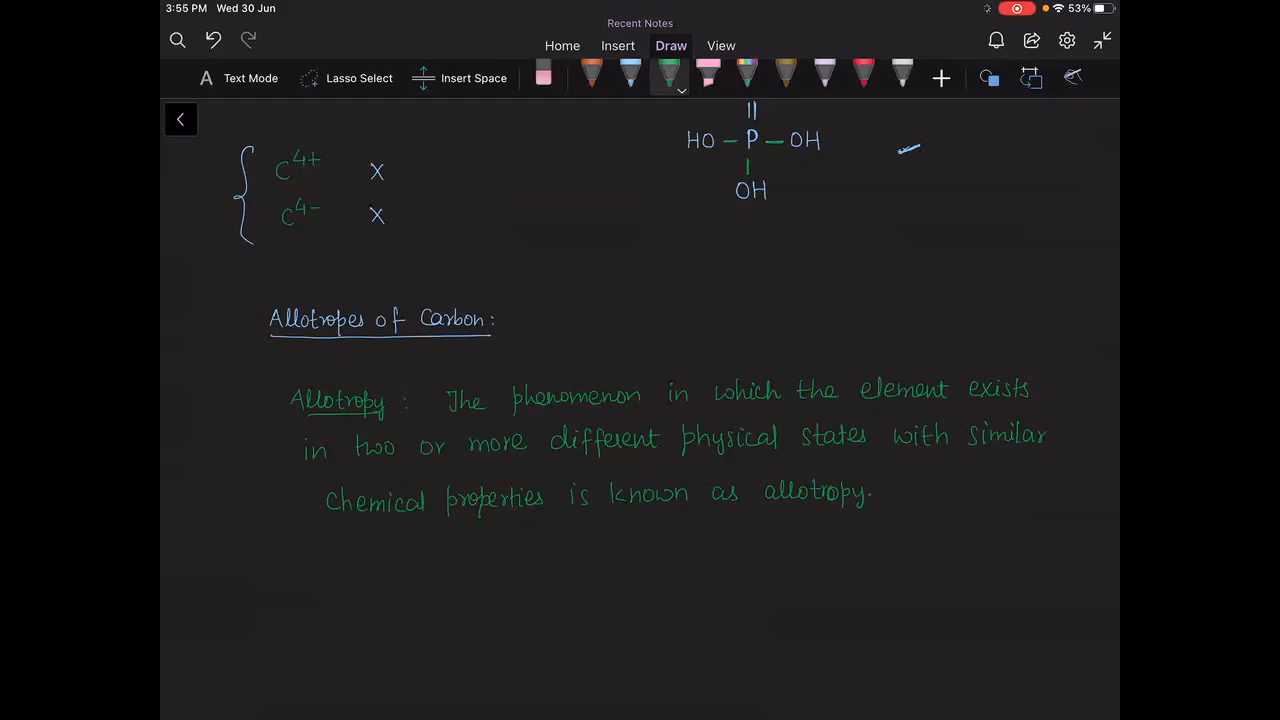 3:55 PM Wed 30 Jun
53%
Recent Notes
Home Insert Draw View
A Text Mode Lasso Select Insert Space
||
HO — P — OH
|
OH
C4+ X
C4- X
Allotropes of Carbon:
Allotropy : The phenomenon in which the element exists
in two or more different physical states with similar
chemical properties is known as allotropy.